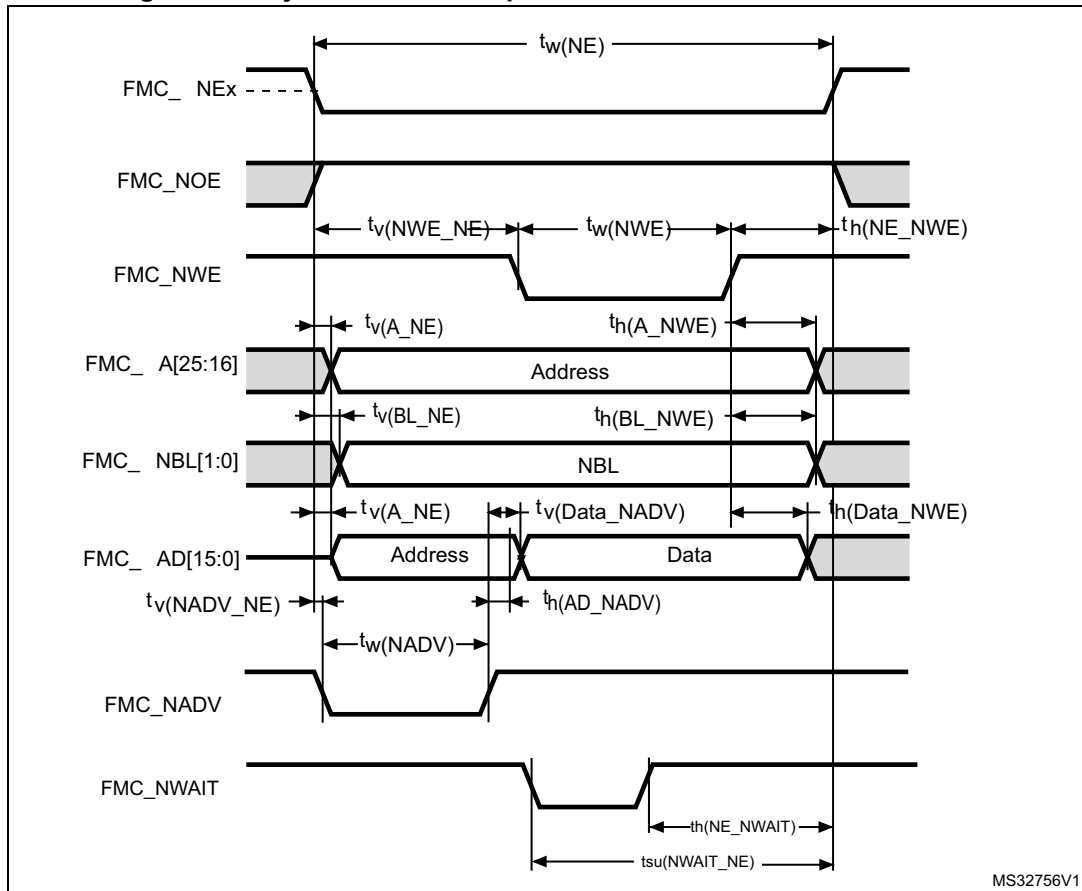 tw(NE)
FMC_ NEx
FMC_NOE
tv(NWE_NE)
tw(NWE)
th(NE_NWE)
FMC_NWE
tv(A_NE)
th(A_NWE)
FMC_ A[25:16]
Address
tv(BL_NE)
th(BL_NWE)
FMC_ NBL[1:0]
NBL
tv(A_NE)
tv(Data_NADV)
th(Data_NWE)
FMC_ AD[15:0]
Address
Data
tv(NADV_NE)
th(AD_NADV)
tw(NADV)
FMC_NADV
FMC_NWAIT
th(NE_NWAIT)
tsu(NWAIT_NE)
MS32756V1